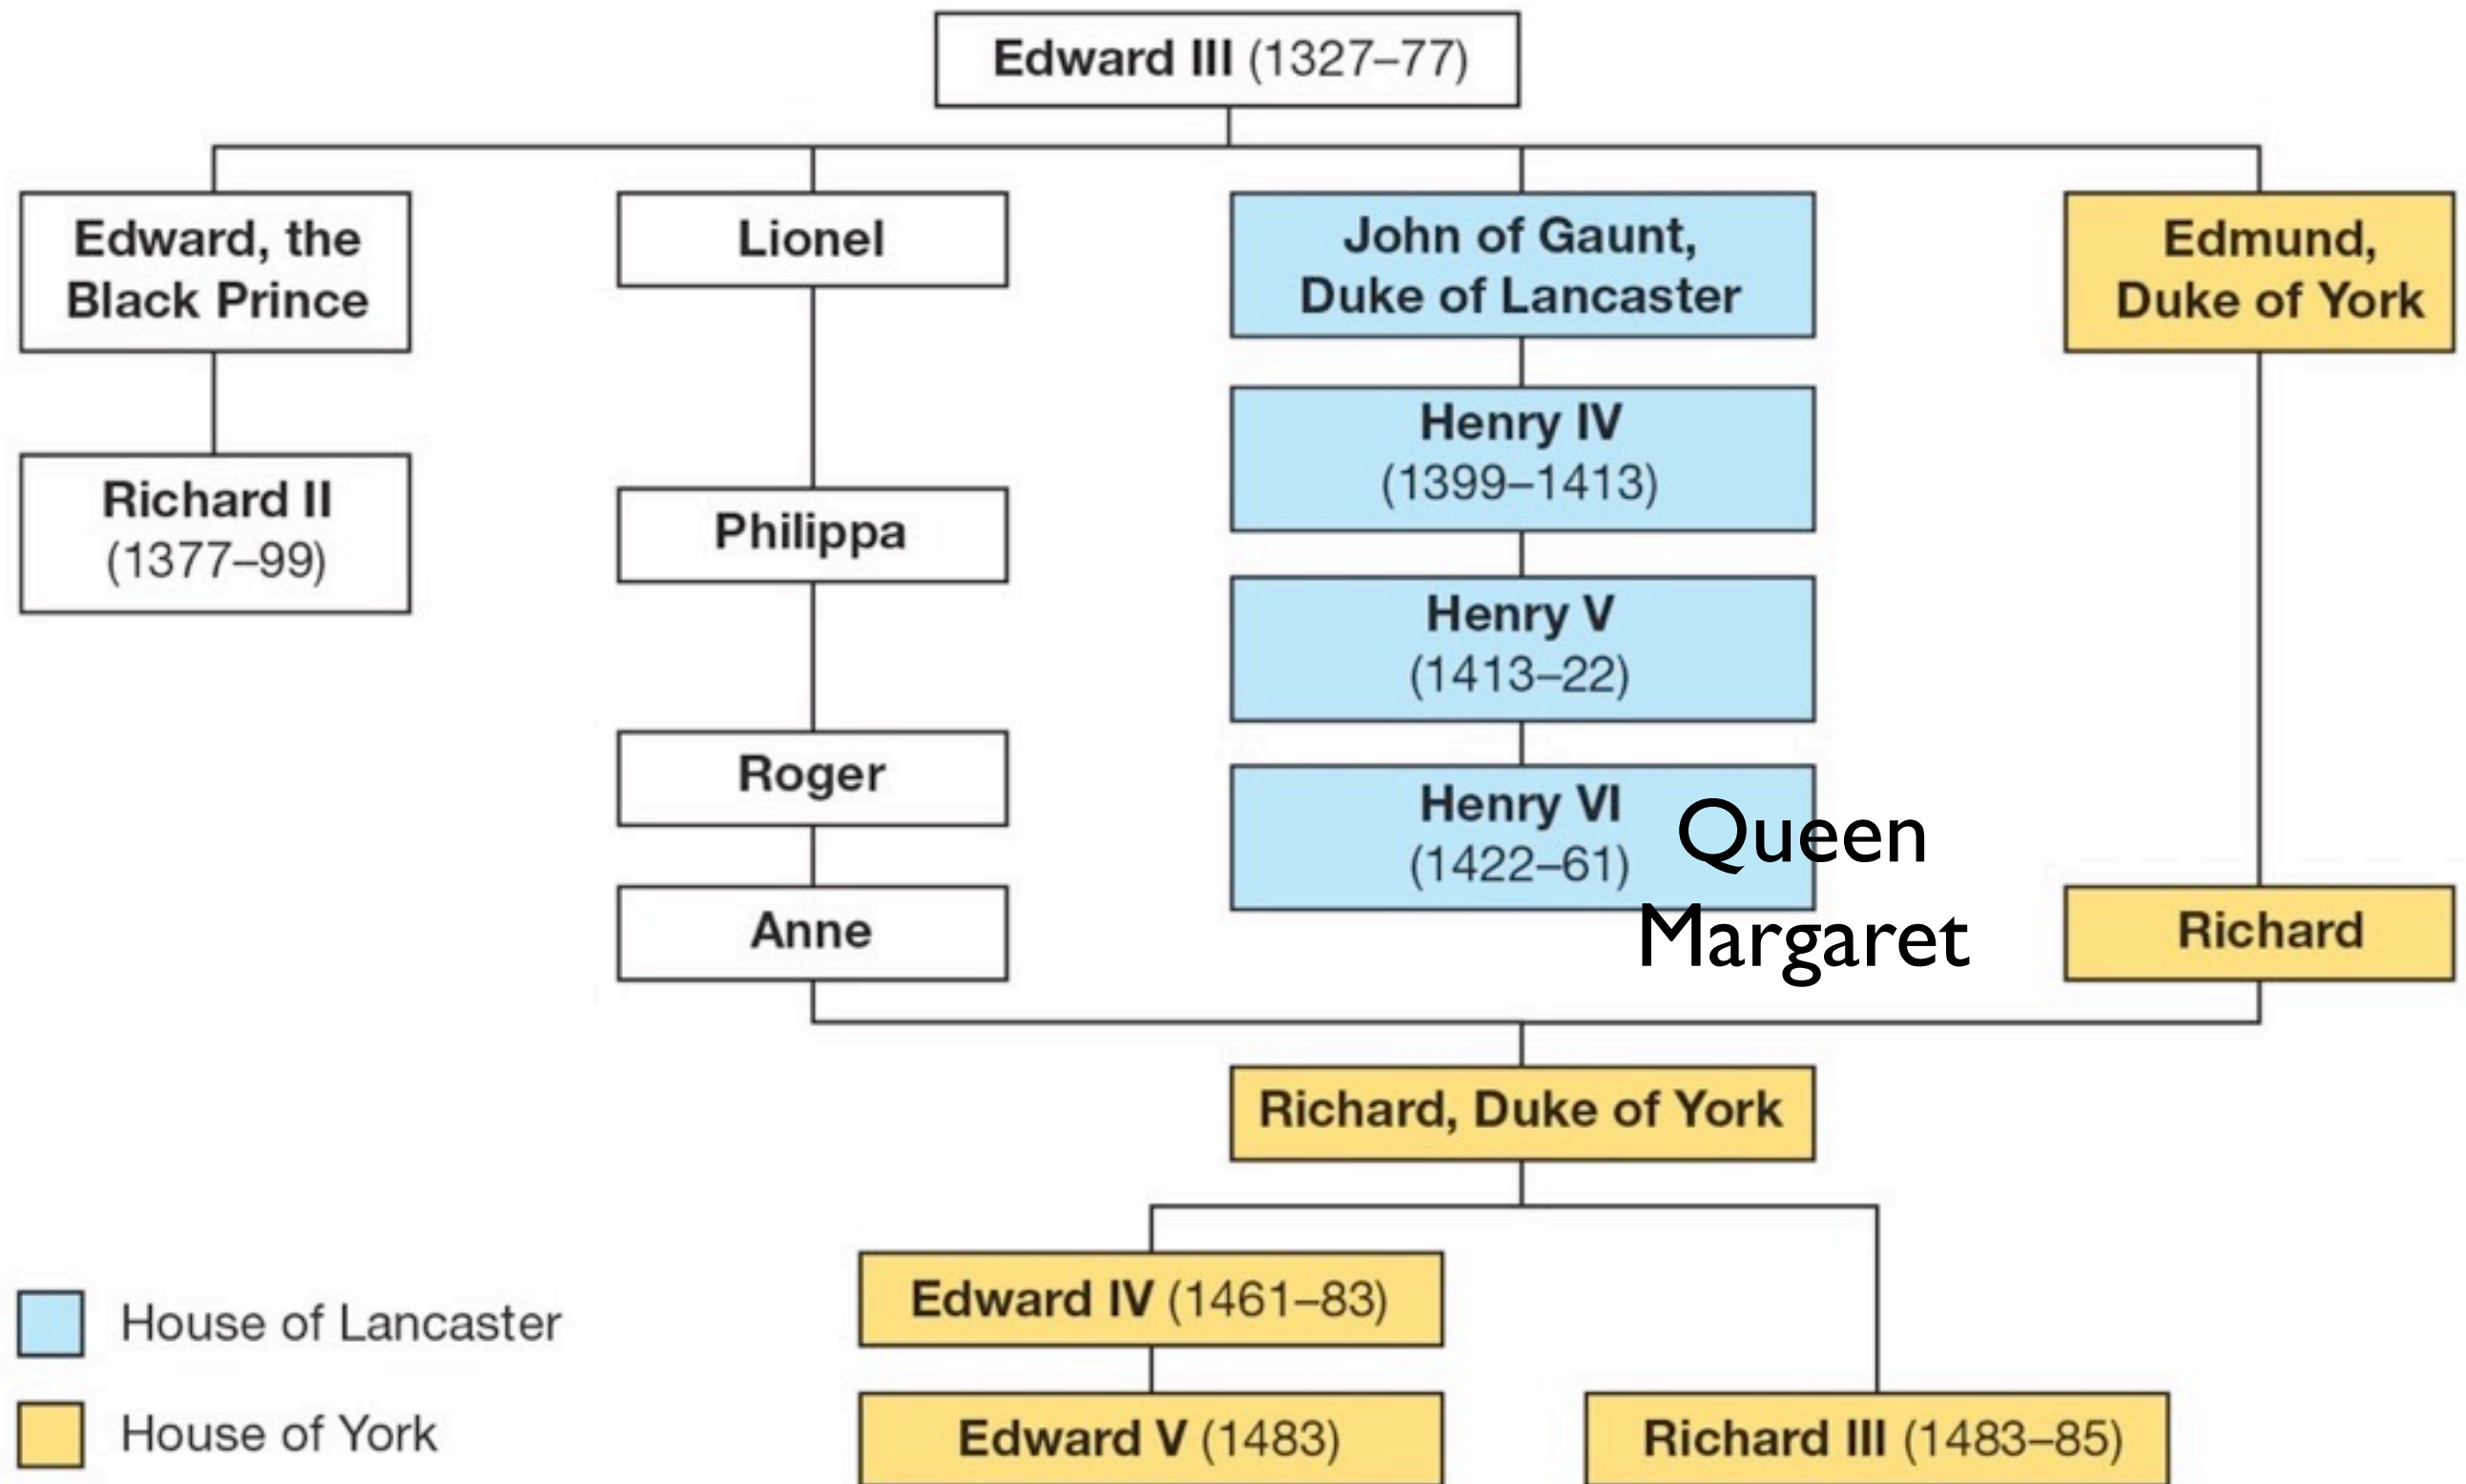 Edward III (1327–77)
Edward, the
Black Prince
Lionel
John of Gaunt,
Duke of Lancaster
Edmund,
Duke of York
Henry IV
(1399–1413)
Richard II
(1377–99)
Philippa
Henry V
(1413–22)
Roger
Henry VI
(1422–61)
Queen
Margaret
Anne
Richard
Richard, Duke of York
Edward IV (1461–83)
House of Lancaster
Edward V (1483)
Richard III (1483–85)
House of York